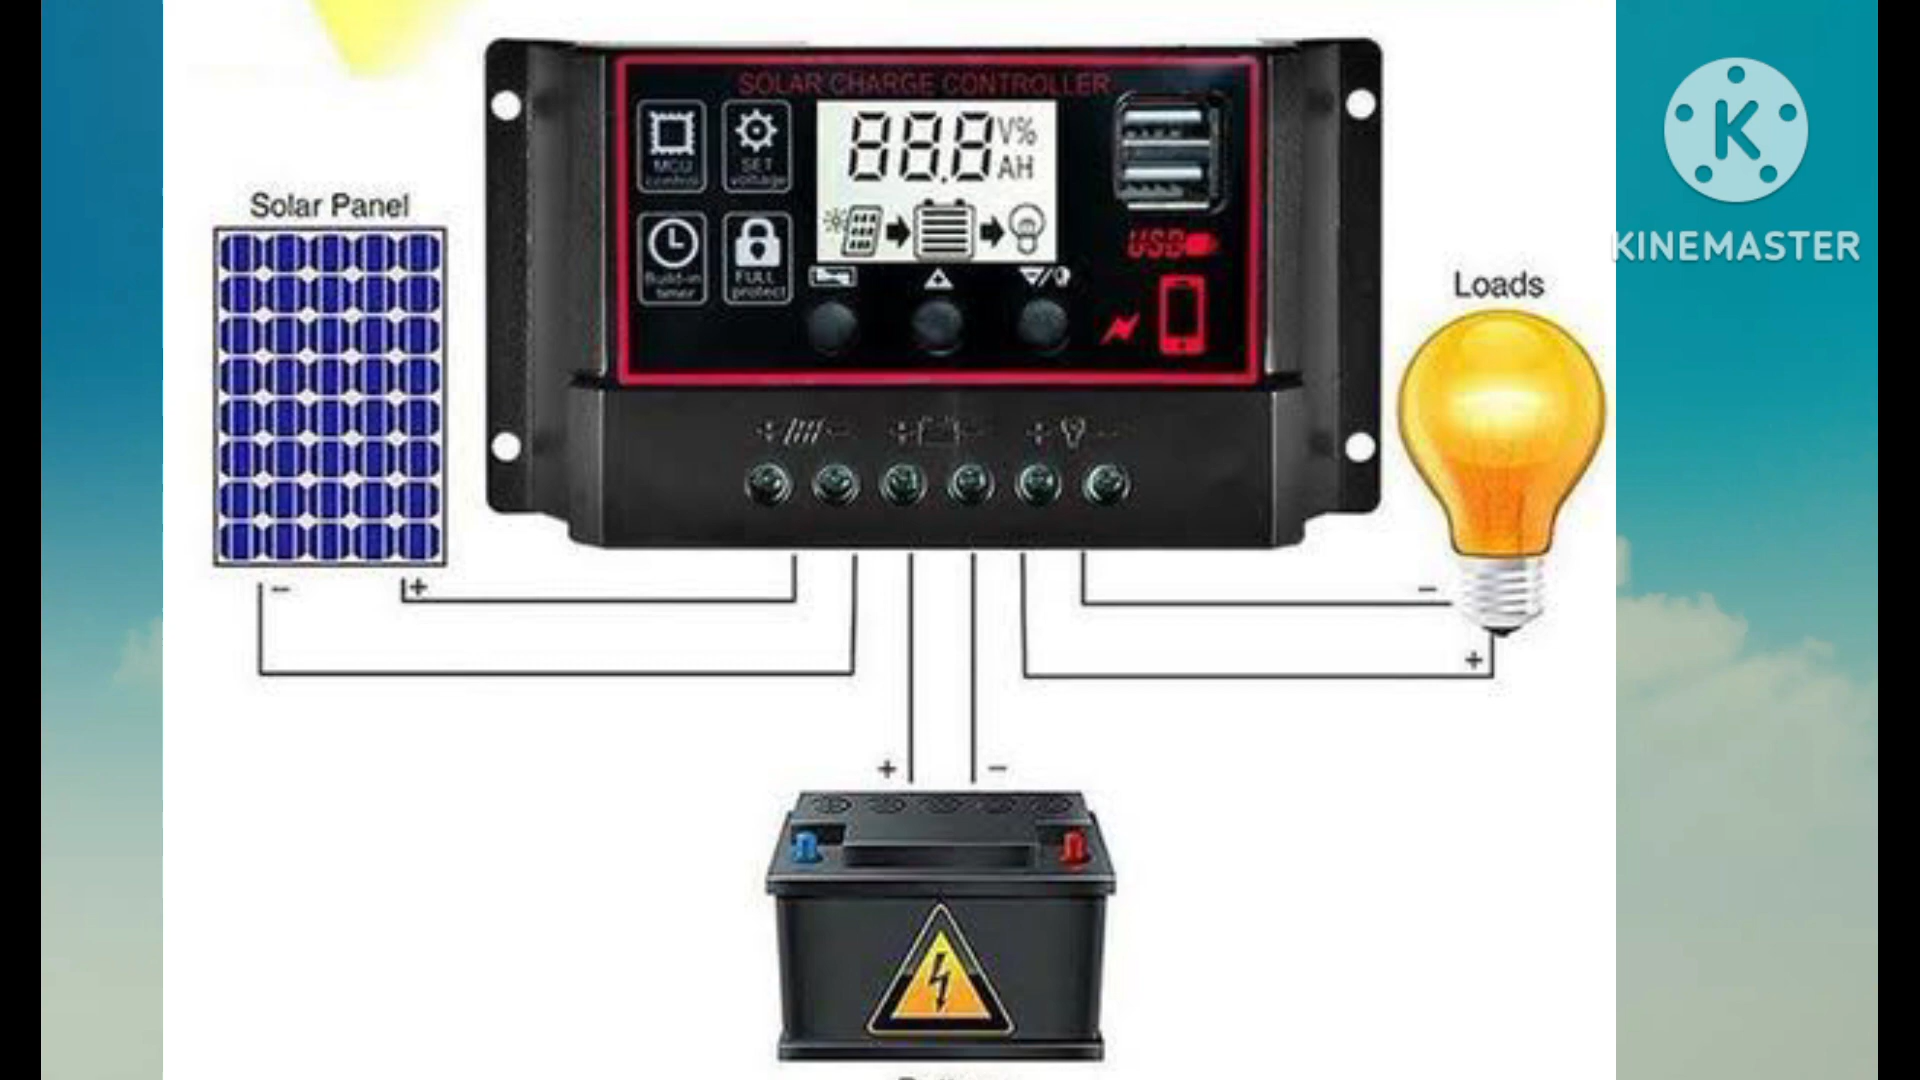 SOLAR CHARGE CONTROLLER
MCU
control
SET
voltage
888 V%
AH
Build-in
timer
FULL
protect
USB
Solar Panel
Loads
KINEMASTER
K
- +
-
+
+ -